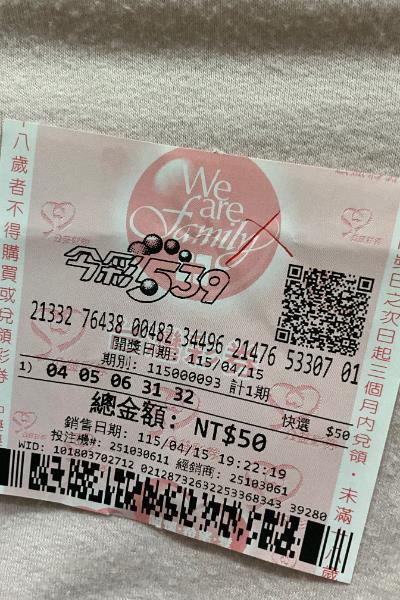 We
are
Family
今彩539
21332 76438 00482 34496 21476 53307 01
開獎日期: 115/04/15
期別: 115000093 計1期
1) 04 05 06 31 32
快選 $50
總金額: NT$50
銷售日期: 115/04/15 19:22:19
投注機#: 251030611 經銷商: 25103061
WID: 101803702712 02128732632253368343 39280
八歲者不得購買或兌領彩券
日之次日起三個月內兌領。未滿